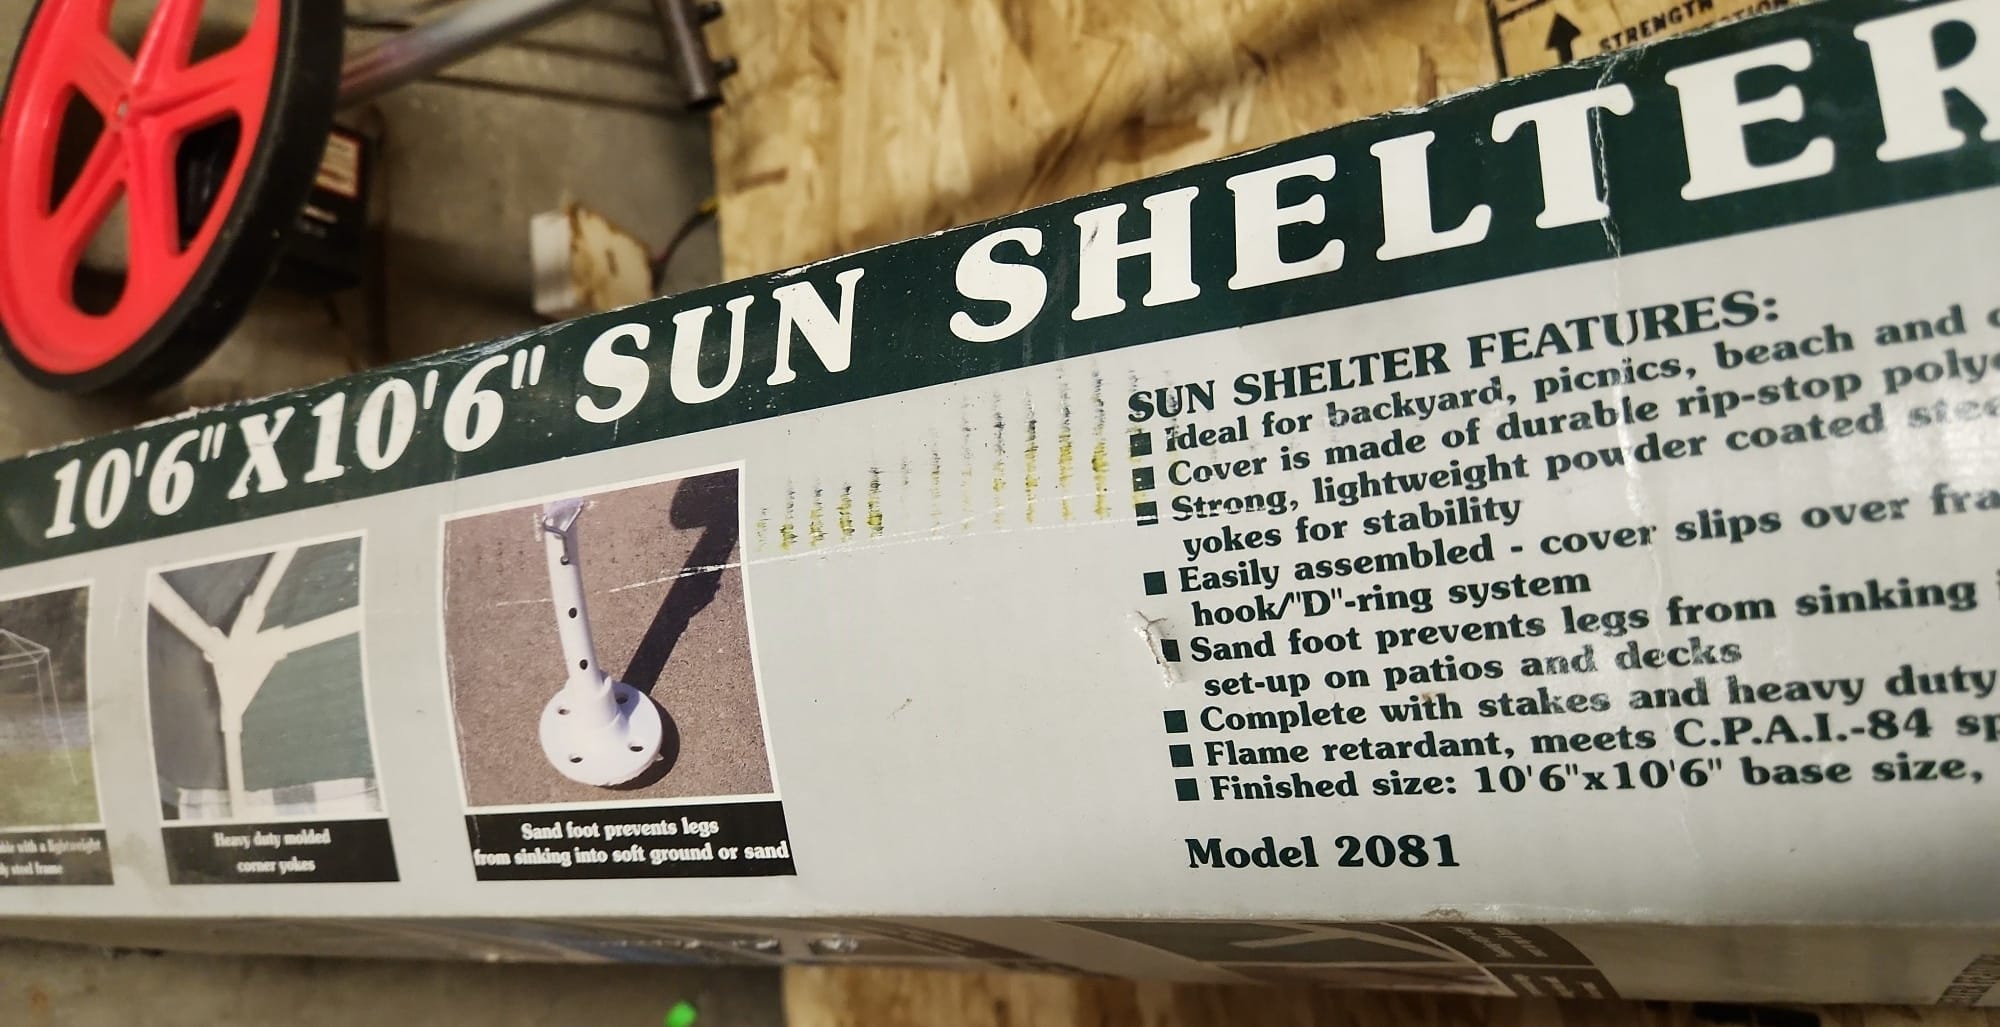 STRENGTH
10'6"X10'6" SUN SHELTER
SUN SHELTER FEATURES:
■ Ideal for backyard, picnics, beach and
■ Cover is made of durable rip-stop
■ Strong, lightweight powder coated
yokes for stability
■ Easily assembled - cover slips over
hook/"D"-ring system
■ Sand foot prevents legs from sinking
set-up on patios and decks
■ Complete with stakes and heavy duty
■ Flame retardant, meets C.P.A.I.-84
■ Finished size: 10'6"x10'6" base size,
Model 2081
with a lightweight
steel frame
Heavy duty molded
corner yokes
Sand foot prevents legs
from sinking into soft ground or sand